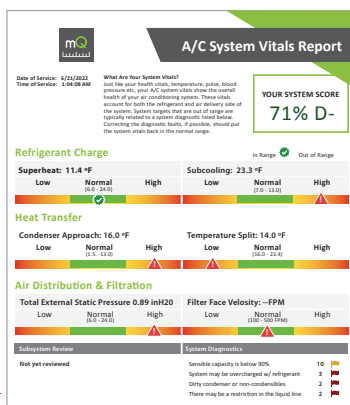 mQ
A/C System Vitals Report
Date of Service: 6/21/2022
Time of Service: 1:04:08 AM
What Are Your System Vitals?
Just like your health vitals, temperature, pulse, blood
pressure etc, your A/C system vitals show the overall
health of your air conditioning system. These vitals
account for both the refrigerant and air delivery side of
the system. System targets that are out of range are
typically related to a system diagnostic listed below.
Correcting the diagnostic faults, if possible, should put
the system vitals back in the normal range.
YOUR SYSTEM SCORE
71% D-
Refrigerant Charge
In Range Out of Range
Superheat: 11.4 ºF
Low Normal High
(6.0 - 24.0)
Subcooling: 23.3 ºF
Low Normal High
(7.0 - 13.0)
Heat Transfer
Condenser Approach: 16.0 ºF
Low Normal High
(1.5. -13.0)
Temperature Split: 14.0 ºF
Low Normal High
(16.0 - 23.4)
Air Distribution & Filtration
Total External Static Pressure 0.89 inH20
Low Normal High
(6.0 - 24.0)
Filter Face Velosity: --FPM
Low Normal High
(100 - 500 FPM)
Subsystem Review
Not yet reviewed
System Diagnostics
Sensible capacity is below 90% 10
System may be overcharged w/ refrigerant 3
Dirty condenser or non-condensibles 2
There may be a restriction in the liquid line 2